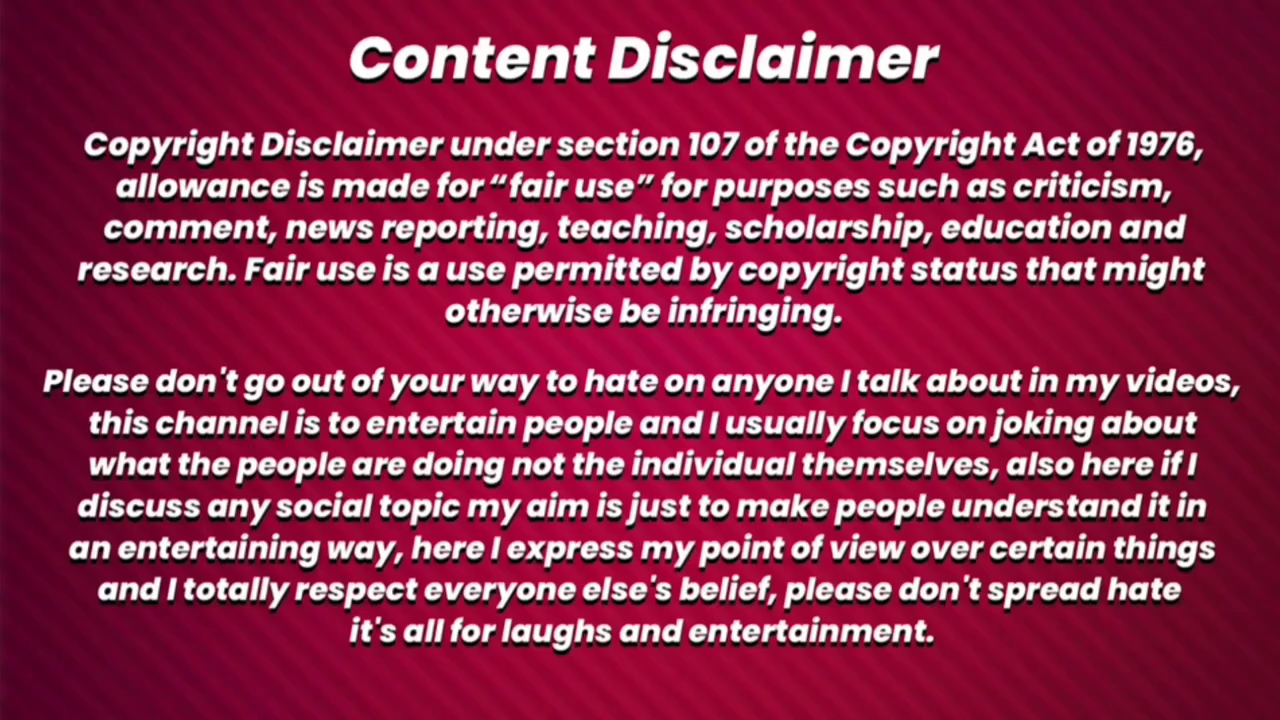 Content Disclaimer
Copyright Disclaimer under section 107 of the Copyright Act of 1976,
allowance is made for “fair use” for purposes such as criticism,
comment, news reporting, teaching, scholarship, education and
research. Fair use is a use permitted by copyright status that might
otherwise be infringing.
Please don't go out of your way to hate on anyone I talk about in my videos,
this channel is to entertain people and I usually focus on joking about
what the people are doing not the individual themselves, also here if I
discuss any social topic my aim is just to make people understand it in
an entertaining way, here I express my point of view over certain things
and I totally respect everyone else's belief, please don't spread hate
it's all for laughs and entertainment.